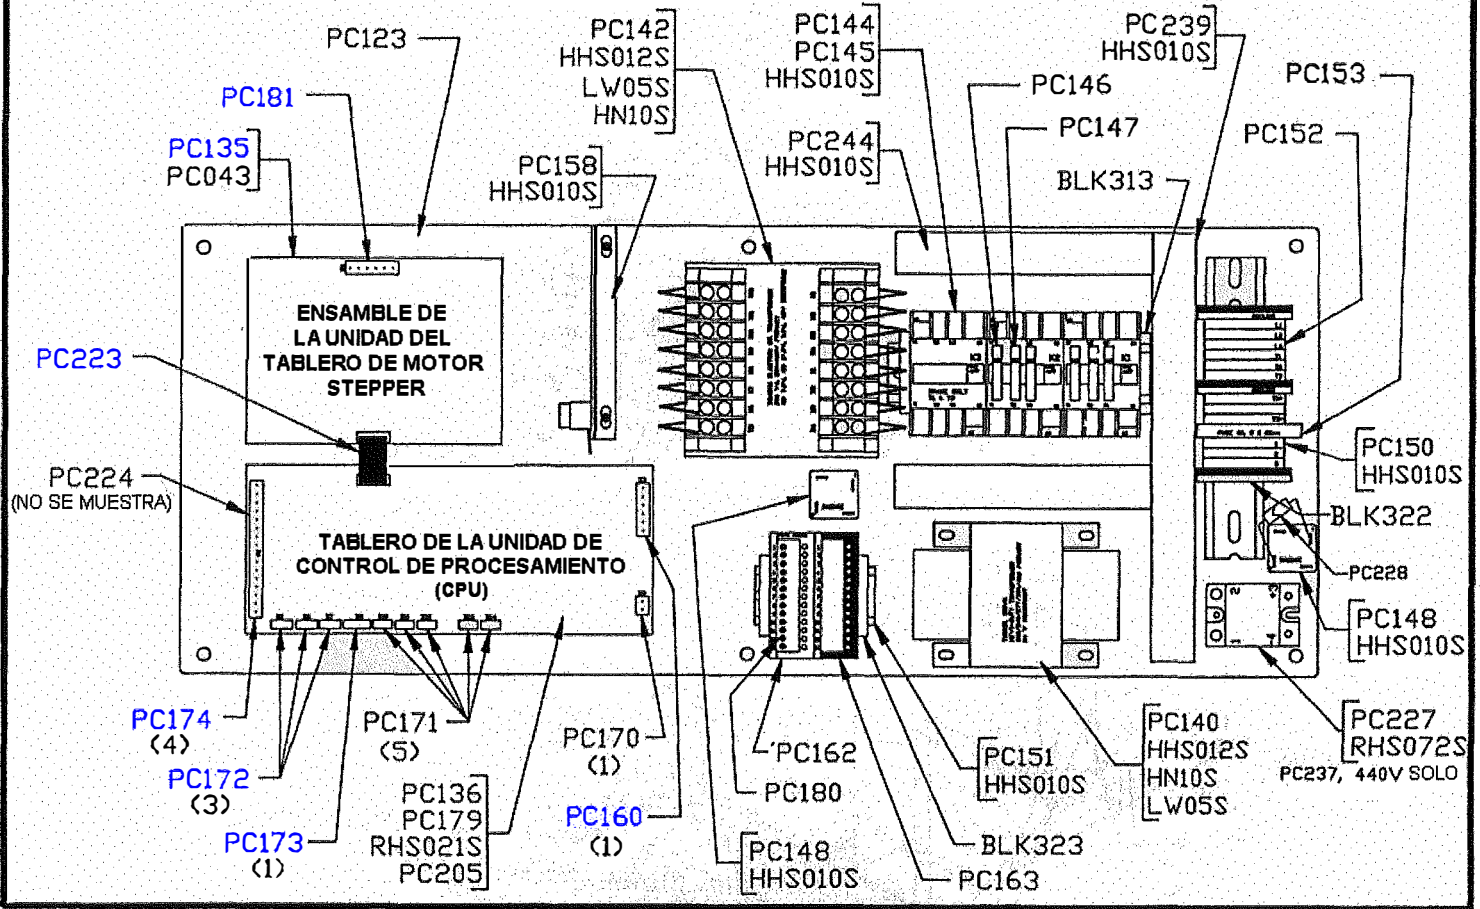 PC123
PC181
PC135
PC043
PC142
HHS012S
LW05S
HN10S
PC158
HHS010S
PC144
PC145
HHS010S
PC244
HHS010S
PC239
HHS010S
PC146
PC147
BLK313
PC153
PC152
ENSAMBLE DE
LA UNIDAD DEL
TABLERO DE MOTOR
STEPPER
PC223
PC224
(NO SE MUESTRA)
TABLERO DE LA UNIDAD DE
CONTROL DE PROCESAMIENTO
(CPU)
PC150
HHS010S
BLK322
PC228
PC148
HHS010S
PC174
(4)
PC172
(3)
PC173
(1)
PC171
(5)
PC136
PC179
RHS021S
PC205
PC170
(1)
PC160
(1)
PC162
PC180
PC148
HHS010S
PC151
HHS010S
BLK323
PC163
PC140
HHS012S
HN10S
LW05S
PC227
RHS072S
PC237, 440V SOLO